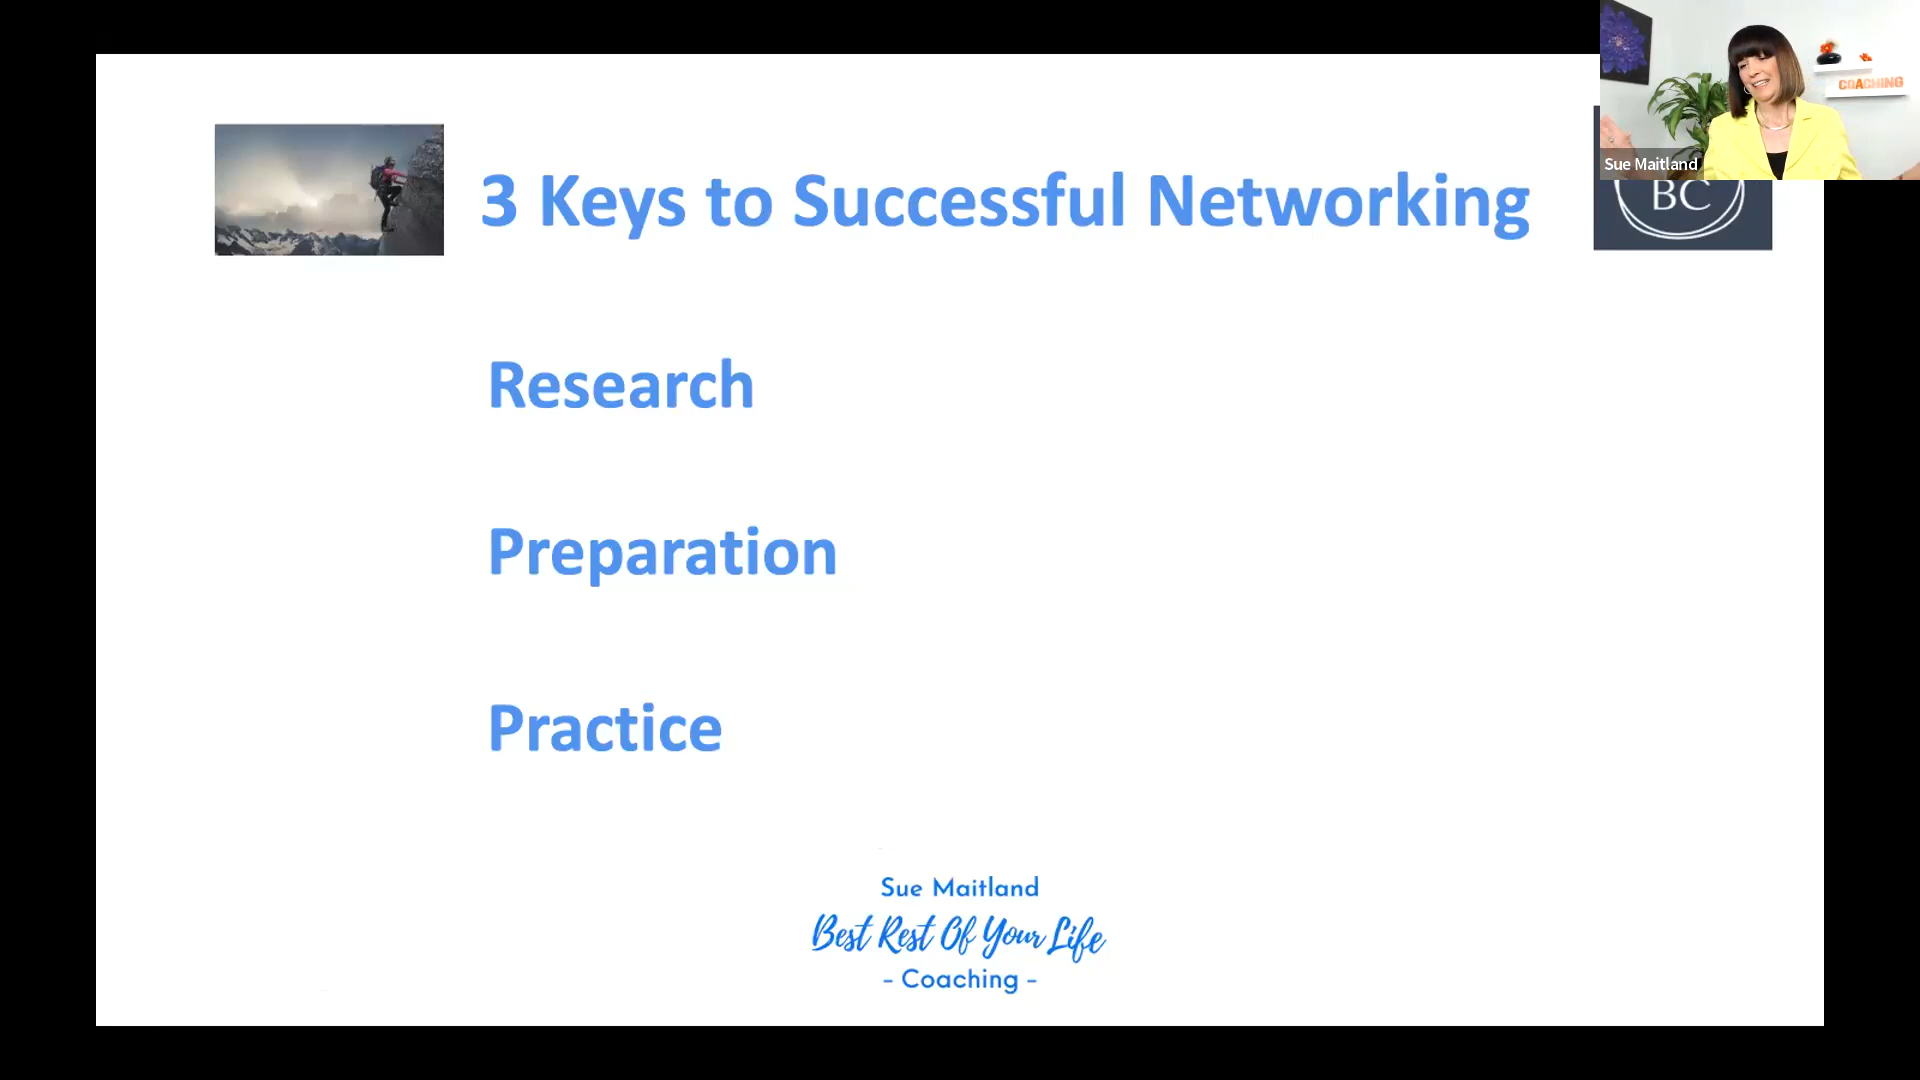 COACHING
Sue Maitland
BC
3 Keys to Successful Networking
Research
Preparation
Practice
Sue Maitland
Best Rest Of Your Life
- Coaching -